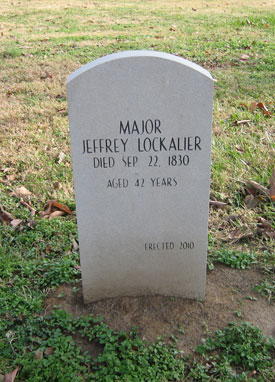 MAJOR
JEFFREY LOCKALIER
DIED SEP. 22, 1830
AGED 42 YEARS
ERECTED 2010